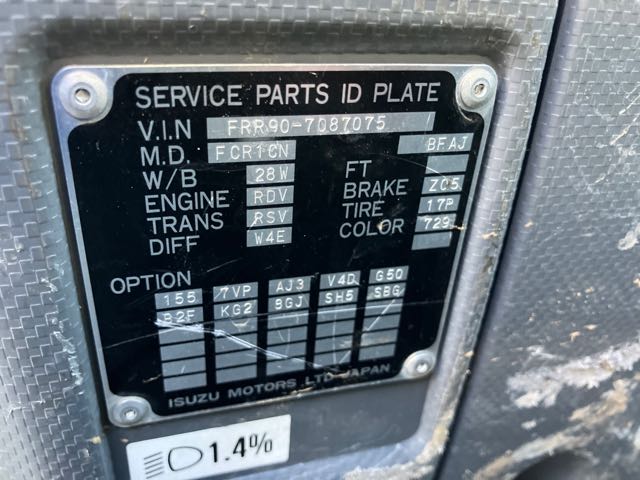 SERVICE PARTS ID PLATE
V.I.N FRR90-7087075
M.D. FCR1CN BFAJ
W/B 28W FT
ENGINE RDV BRAKE ZC5
TRANS RSV TIRE 17P
DIFF W4E COLOR 729
OPTION
155 7VP AJ3 V4D G5Q
B2F KG2 8GJ SH5 SBG
ISUZU MOTORS LTD JAPAN
1.4%